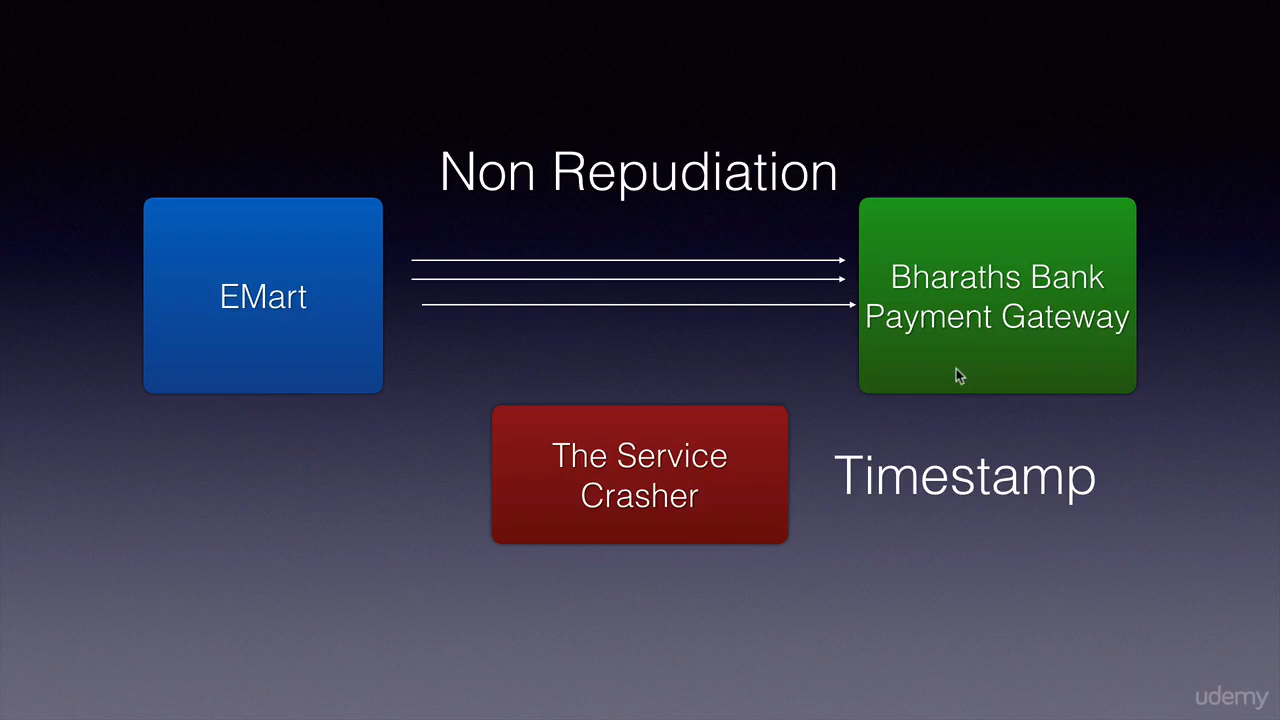 Non Repudiation
EMart
Bharaths Bank
Payment Gateway
The Service
Crasher
Timestamp
udemy